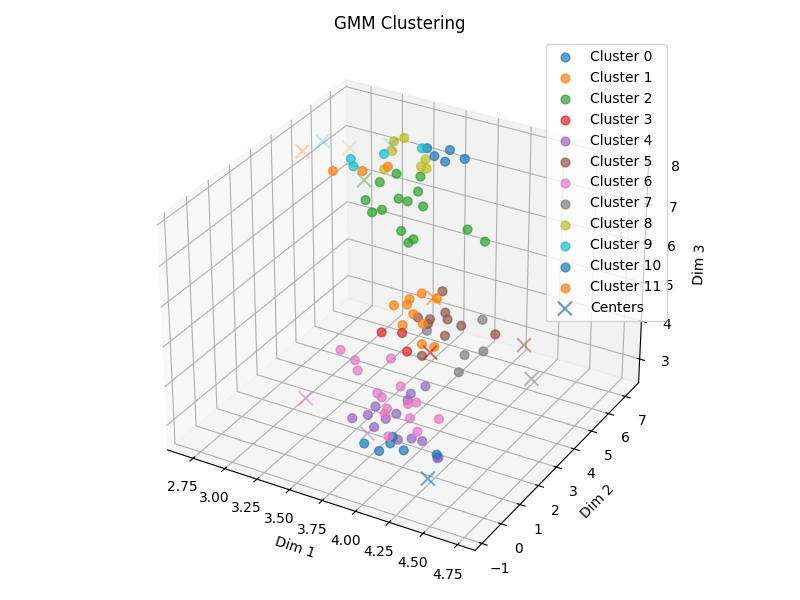 GMM Clustering
Cluster 0
Cluster 1
Cluster 2
Cluster 3
Cluster 4
Cluster 5
Cluster 6
Cluster 7
Cluster 8
Cluster 9
Cluster 10
Cluster 11
Centers
8
7
6
5
4
3
Dim 3
7
6
5
4
3
2
1
0
−1
Dim 2
2.75
3.00
3.25
3.50
3.75
4.00
4.25
4.50
4.75
Dim 1